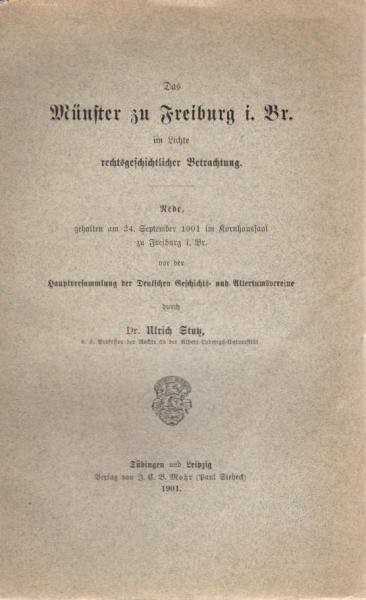 Das
Münster zu Freiburg i. Br.
im Lichte
rechtsgeschichtlicher Betrachtung.
Rede,
gehalten am 24. September 1901 im Kornhaussaal
zu Freiburg i. Br.
vor der
Hauptversammlung der Deutschen Geschichts- und Altertumsvereine
durch
Dr. Ulrich Stutz,
o. ö. Professor der Rechte an der Albert-Ludwigs-Universität
Tübingen und Leipzig
Verlag von J. C. B. Mohr (Paul Siebeck)
1901.